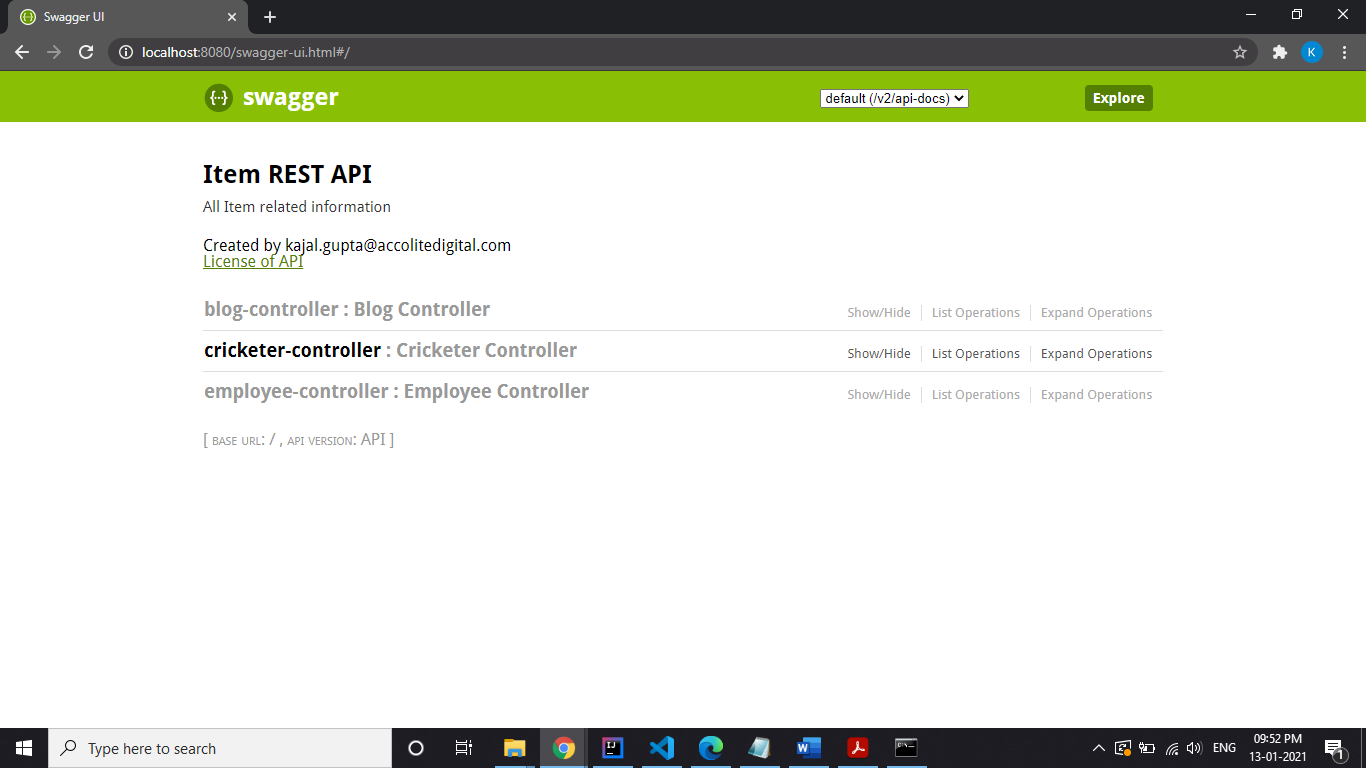 Swagger UI
localhost:8080/swagger-ui.html#/
K
{··} swagger
default (/v2/api-docs)
Explore
Item REST API
All Item related information
Created by kajal.gupta@accolitedigital.com
License of API
blog-controller : Blog Controller
Show/Hide
List Operations
Expand Operations
cricketer-controller : Cricketer Controller
Show/Hide
List Operations
Expand Operations
employee-controller : Employee Controller
Show/Hide
List Operations
Expand Operations
[ BASE URL: / , API VERSION: API ]
Type here to search
ENG
09:52 PM
13-01-2021
1